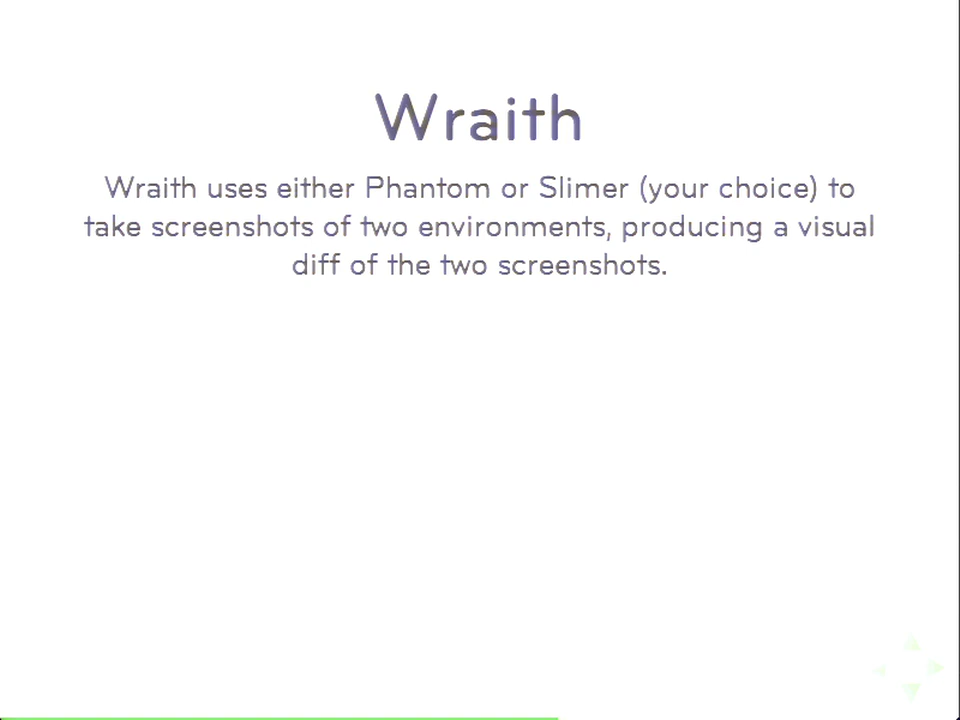 Wraith
Wraith uses either Phantom or Slimer (your choice) to
take screenshots of two environments, producing a visual
diff of the two screenshots.